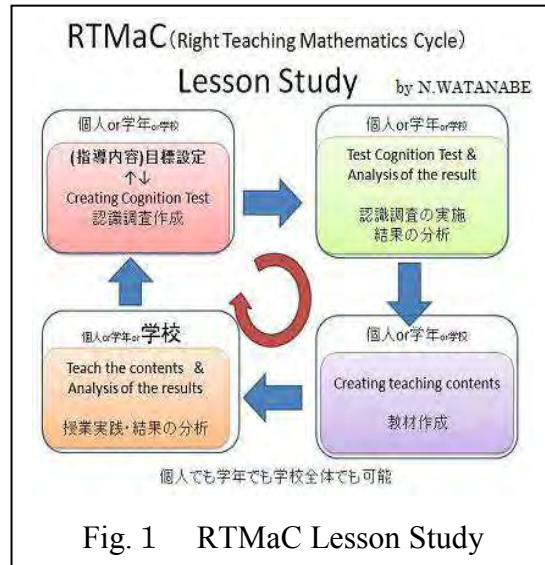 RTMaC(Right Teaching Mathematics Cycle)
Lesson Study by N.WATANABE
個人or学年or学校
(指導内容)目標設定
↑↓
Creating Cognition Test
認識調査作成
個人or学年or学校
Test Cognition Test &
Analysis of the result
認識調査の実施
結果の分析
個人or学年or学校
Teach the contents &
Analysis of the results
授業実践・結果の分析
個人or学年or学校
Creating teaching contents
教材作成
個人でも学年でも学校全体でも可能
Fig. 1 RTMaC Lesson Study